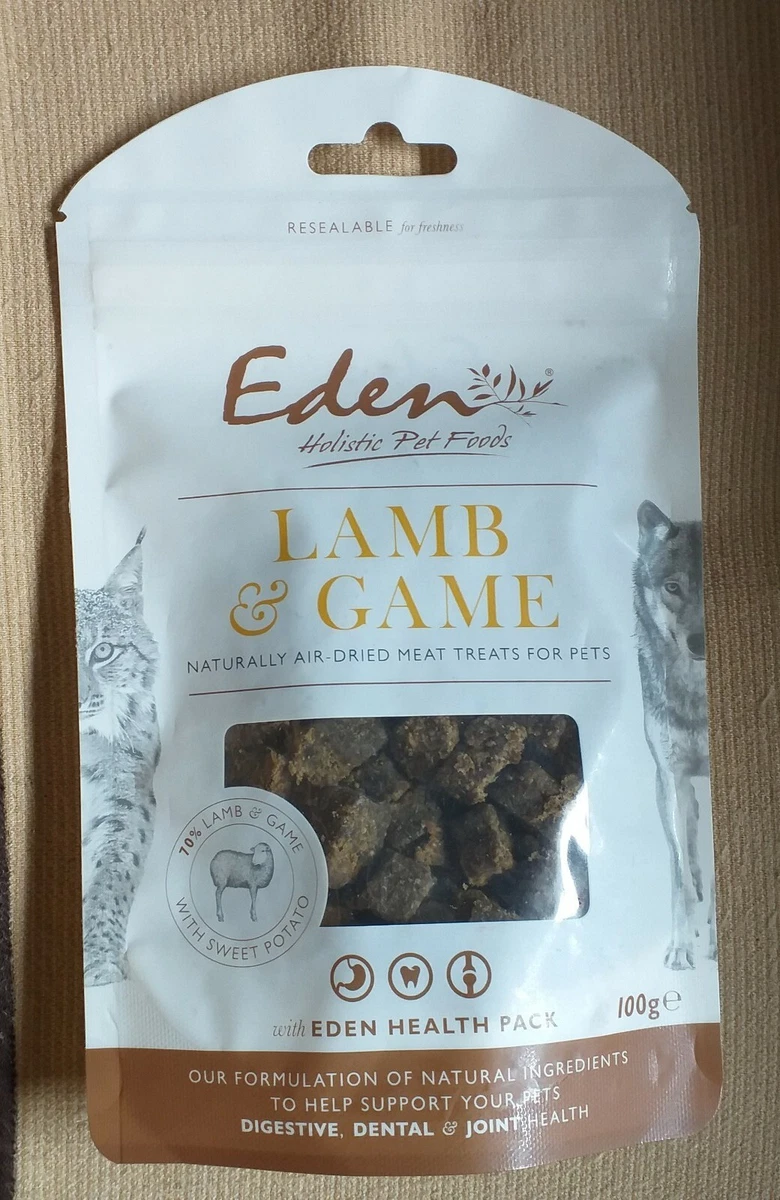 RESEALABLE for freshness
Eden®
Holistic Pet Foods
LAMB
& GAME
NATURALLY AIR-DRIED MEAT TREATS FOR PETS
70% LAMB & GAME
WITH SWEET POTATO
with EDEN HEALTH PACK
100g℮
OUR FORMULATION OF NATURAL INGREDIENTS
TO HELP SUPPORT YOUR PETS
DIGESTIVE, DENTAL & JOINT HEALTH